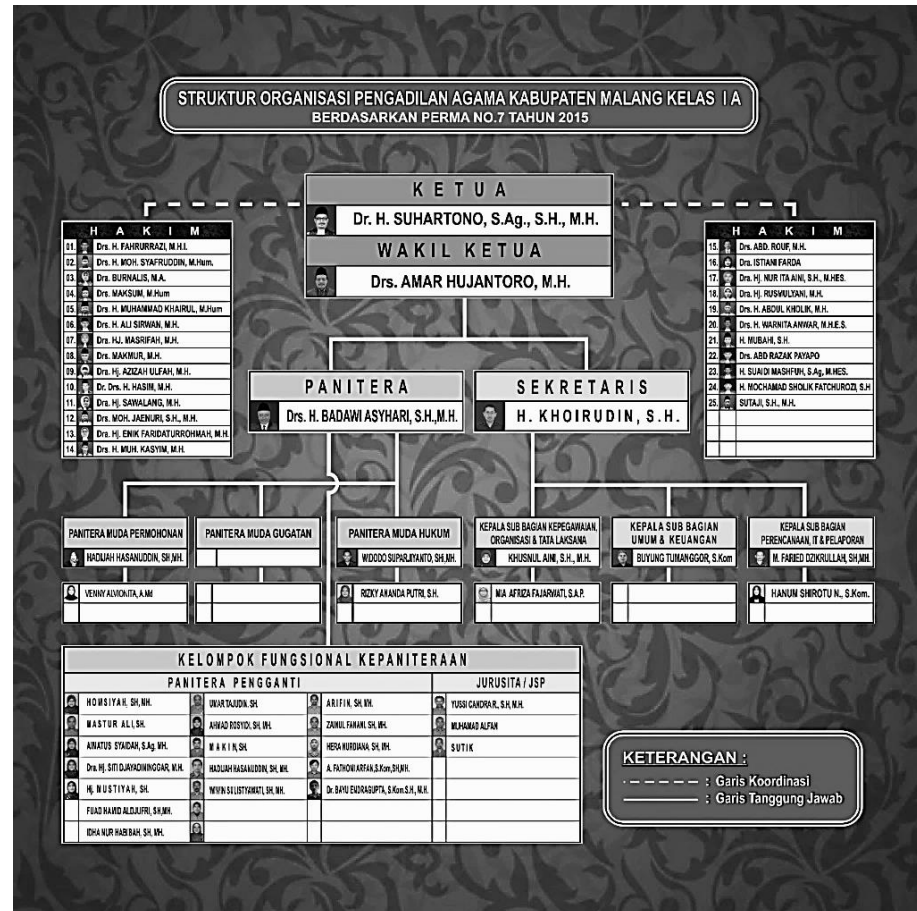 STRUKTUR ORGANISASI PENGADILAN AGAMA KABUPATEN MALANG KELAS I A
BERDASARKAN PERMA NO.7 TAHUN 2015
KETUA
Dr. H. SUHARTONO, S.Ag., S.H., M.H.
WAKIL KETUA
Drs. AMAR HUJANTORO, M.H.
HAKIM
01. Drs. H. FAHRURRAZI, M.H.I.
02. Drs. H. MOH. SYAFRUDDIN, M.Hum.
03. Dra. BURNALIS, M.A.
04. Drs. MAKSUM, M.Hum
05. Drs. H. MUHAMMAD KHAIRUL, M.Hum
06. Drs. H. ALI SIRWAN, M.H.
07. Dra. HJ. MASRIFAH, M.H.
08. Drs. MAKMUR, M.H.
09. Dra. Hj. AZIZAH ULFAH, M.H.
10. Dr. Drs. H. HASIM, M.H.
11. Dra. Hj. SAWALANG, M.H.
12. Drs. MOH. JAENURI, S.H., M.H.
13. Dra. Hj. ENIK FARIDATURROHMAH, M.H.
14. Drs. H. MUH. KASYIM, M.H.
HAKIM
15. Drs. ABD. ROUF, M.H.
16. Dra. ISTIANI FARDA
17. Dra. Hj. NUR ITA AINI, S.H., M.HES.
18. Dra. Hj. RUSMULYANI, M.H.
19. Drs. H. ABDUL KHOLIK, M.H.
20. Drs. H. WARNITA ANWAR, M.H.E.S.
21. H. MUBAHI, S.H.
22. Drs. ABD RAZAK PAYAPO
23. H. SUAIDI MASHFUH, S.Ag, M.HES.
24. H. MOCHAMAD SHOLIK FATCHUROZI, S.H
25. SUTAJI, S.H., M.H.
PANITERA
Drs. H. BADAWI ASYHARI, S.H.,M.H.
SEKRETARIS
H. KHOIRUDIN, S.H.
PANITERA MUDA PERMOHONAN
HADIJAH HASANUDDIN, SH,MH.
VENNY ALVIONITA, A.Md
PANITERA MUDA GUGATAN
PANITERA MUDA HUKUM
WIDODO SUPARJIYANTO, SH,MH.
RIZKY ANANDA PUTRI, S.H.
KEPALA SUB BAGIAN KEPEGAWAIAN,
ORGANISASI & TATA LAKSANA
KHUSNUL AINI, S.H., M.H.
MIA AFRIZA FAJARWATI, S.A.P.
KEPALA SUB BAGIAN
UMUM & KEUANGAN
BUYUNG TUMANGGOR, S.Kom
KEPALA SUB BAGIAN
PERENCANAAN, IT & PELAPORAN
M. FARIED DZIKRULLAH, SH,MH.
HANUM SHIROTU N., S.Kom.
KELOMPOK FUNGSIONAL KEPANITERAAN
PANITERA PENGGANTI
HOMSIYAH, SH, MH.
MASTUR ALI, SH.
AINATUS SYAIDAH, S.Ag, MH.
Dra. Hj. SITI DJAYADININGGAR, M.H.
Hj. MUSTIYAH, SH.
FUAD HAMID ALDJUFRI, SH,MH.
IDHA NUR HABIBAH, SH, MH.
UMAR TAJUDIN, SH.
AHMAD ROSYIDI, SH, MH.
MAKIN, SH.
HADIJAH HASANUDDIN, SH, MH.
WIWIN SULISTYAWATI, SH, MH.
ARIFIN, SH, MH.
ZAINUL FANANI, SH, MH.
HERA NURDIANA, SH, MH.
A. FATHONI ARFAN,S.Kom,SH,MH.
Dr. BAYU ENDRAGUPTA, S.Kom.S.H., M.H.
JURUSITA / JSP
YUSSI CANDRA R., S.H, M.H.
MUHAMAD ALFAN
SUTIK
KETERANGAN :
: Garis Koordinasi
: Garis Tanggung Jawab